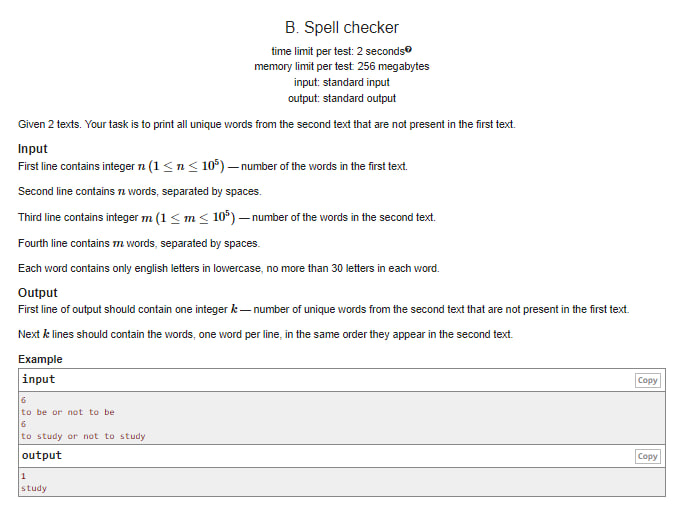 B. Spell checker
time limit per test: 2 seconds?
memory limit per test: 256 megabytes
input: standard input
output: standard output
Given 2 texts. Your task is to print all unique words from the second text that are not present in the first text.
Input
First line contains integer n (1 ≤ n ≤ 10⁵) — number of the words in the first text.
Second line contains n words, separated by spaces.
Third line contains integer m (1 ≤ m ≤ 10⁵) — number of the words in the second text.
Fourth line contains m words, separated by spaces.
Each word contains only english letters in lowercase, no more than 30 letters in each word.
Output
First line of output should contain one integer k — number of unique words from the second text that are not present in the first text.
Next k lines should contain the words, one word per line, in the same order they appear in the second text.
Example
input Copy
6
to be or not to be
6
to study or not to study
output Copy
1
study